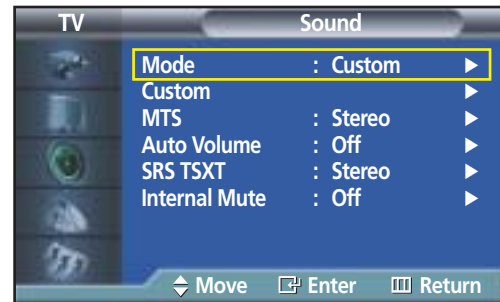 TV Sound
Mode : Custom
Custom
MTS : Stereo
Auto Volume : Off
SRS TSXT : Stereo
Internal Mute : Off
Move Enter Return